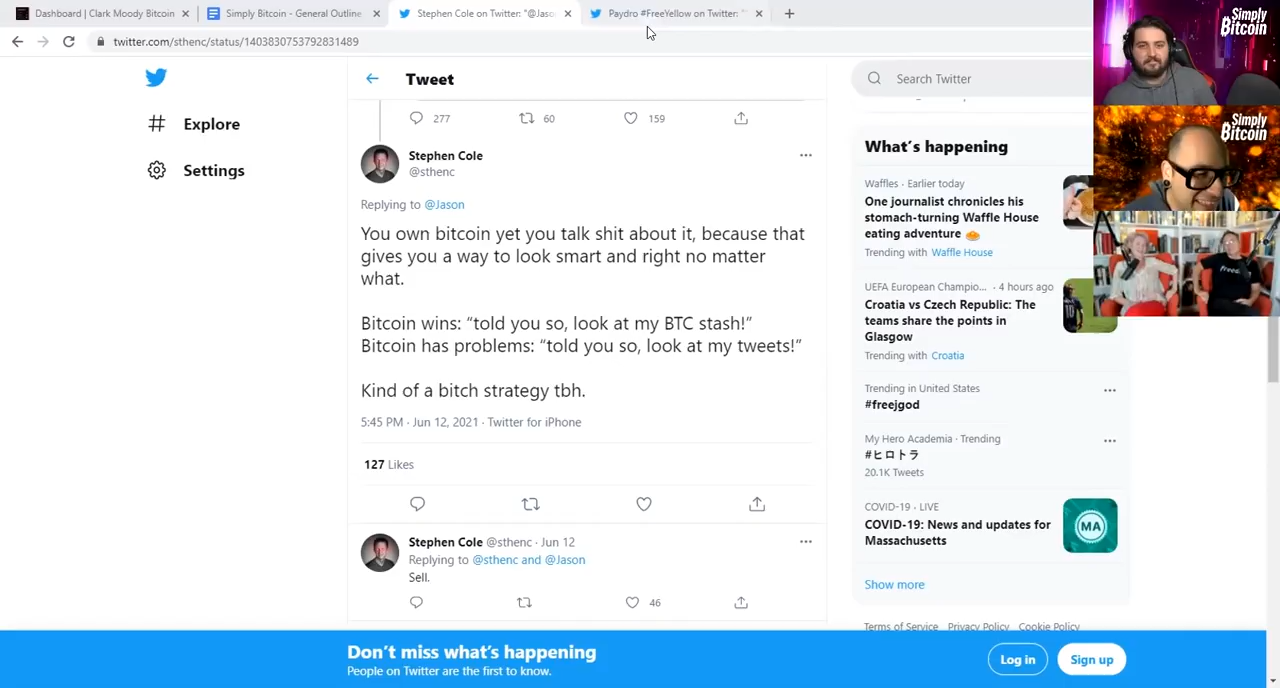 Dashboard | Clark Moody Bitcoin
Simply Bitcoin - General Outline
Stephen Cole on Twitter: "@Jaso
Paydro #FreeYellow on Twitter: "
twitter.com/sthenc/status/1403830753792831489
Explore
Settings
Tweet
277 60 159
Stephen Cole
@sthenc
Replying to @Jason
You own bitcoin yet you talk shit about it, because that
gives you a way to look smart and right no matter
what.
Bitcoin wins: “told you so, look at my BTC stash!”
Bitcoin has problems: “told you so, look at my tweets!”
Kind of a bitch strategy tbh.
5:45 PM · Jun 12, 2021 · Twitter for iPhone
127 Likes
Stephen Cole @sthenc · Jun 12
Replying to @sthenc and @Jason
Sell.
46
Search Twitter
What's happening
Waffles · Earlier today
One journalist chronicles his
stomach-turning Waffle House
eating adventure
Trending with Waffle House
UEFA European Champio... · 4 hours ago
Croatia vs Czech Republic: The
teams share the points in
Glasgow
Trending with Croatia
Trending in United States
#freejgod
My Hero Academia · Trending
#ヒロトラ
20.1K Tweets
COVID-19 · LIVE
COVID-19: News and updates for
Massachusetts
MA
Show more
Terms of Service Privacy Policy Cookie Policy
Don't miss what's happening
People on Twitter are the first to know.
Log in
Sign up
Simply
Bitcoin
Simply
Bitcoin